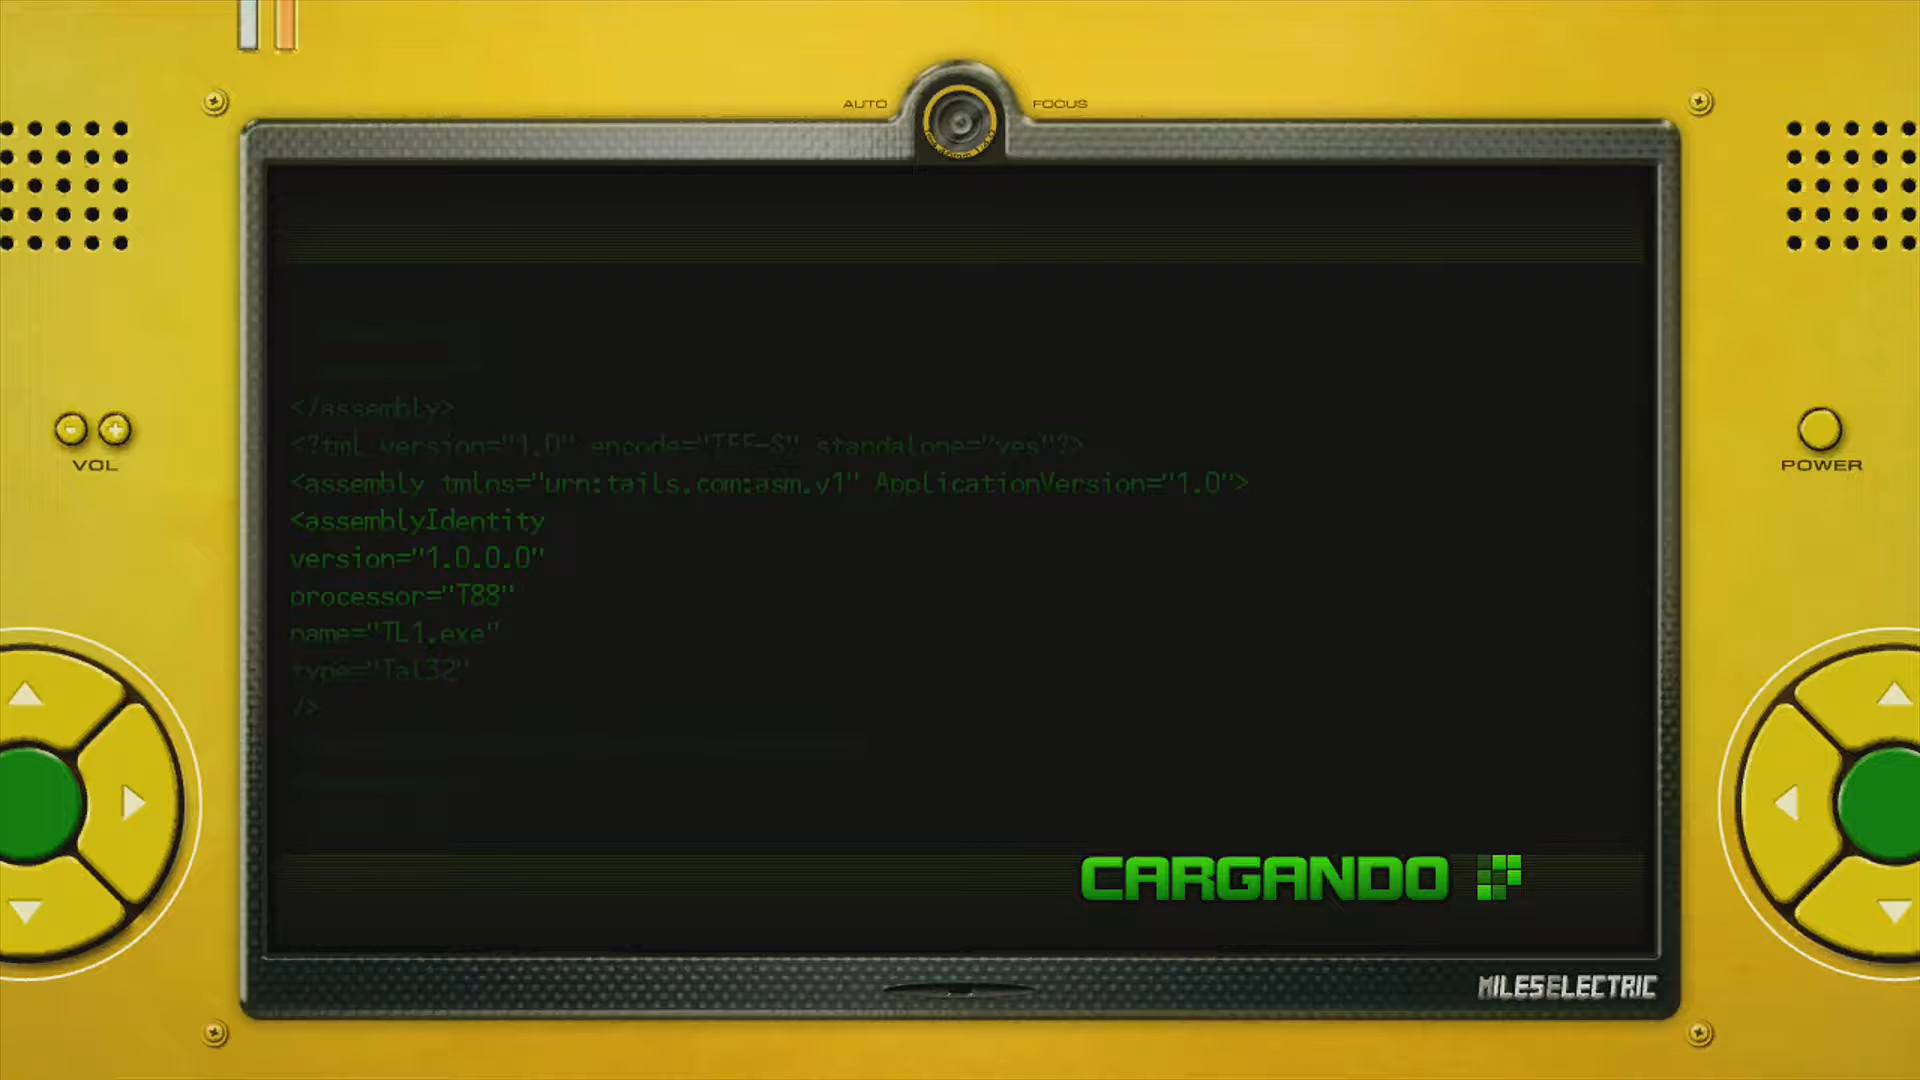 AUTO
FOCUS
VOL
POWER
</assembly>
<?tml version="1.0" encode="TFF-S" standalone="yes"?>
<assembly tmlns="urn:tails.com:asm.v1" ApplicationVersion="1.0">
<assemblyIdentity
version="1.0.0.0"
processor="T88"
name="TL1.exe"
type="Tal32"
/>
CARGANDO
MILESELECTRIC